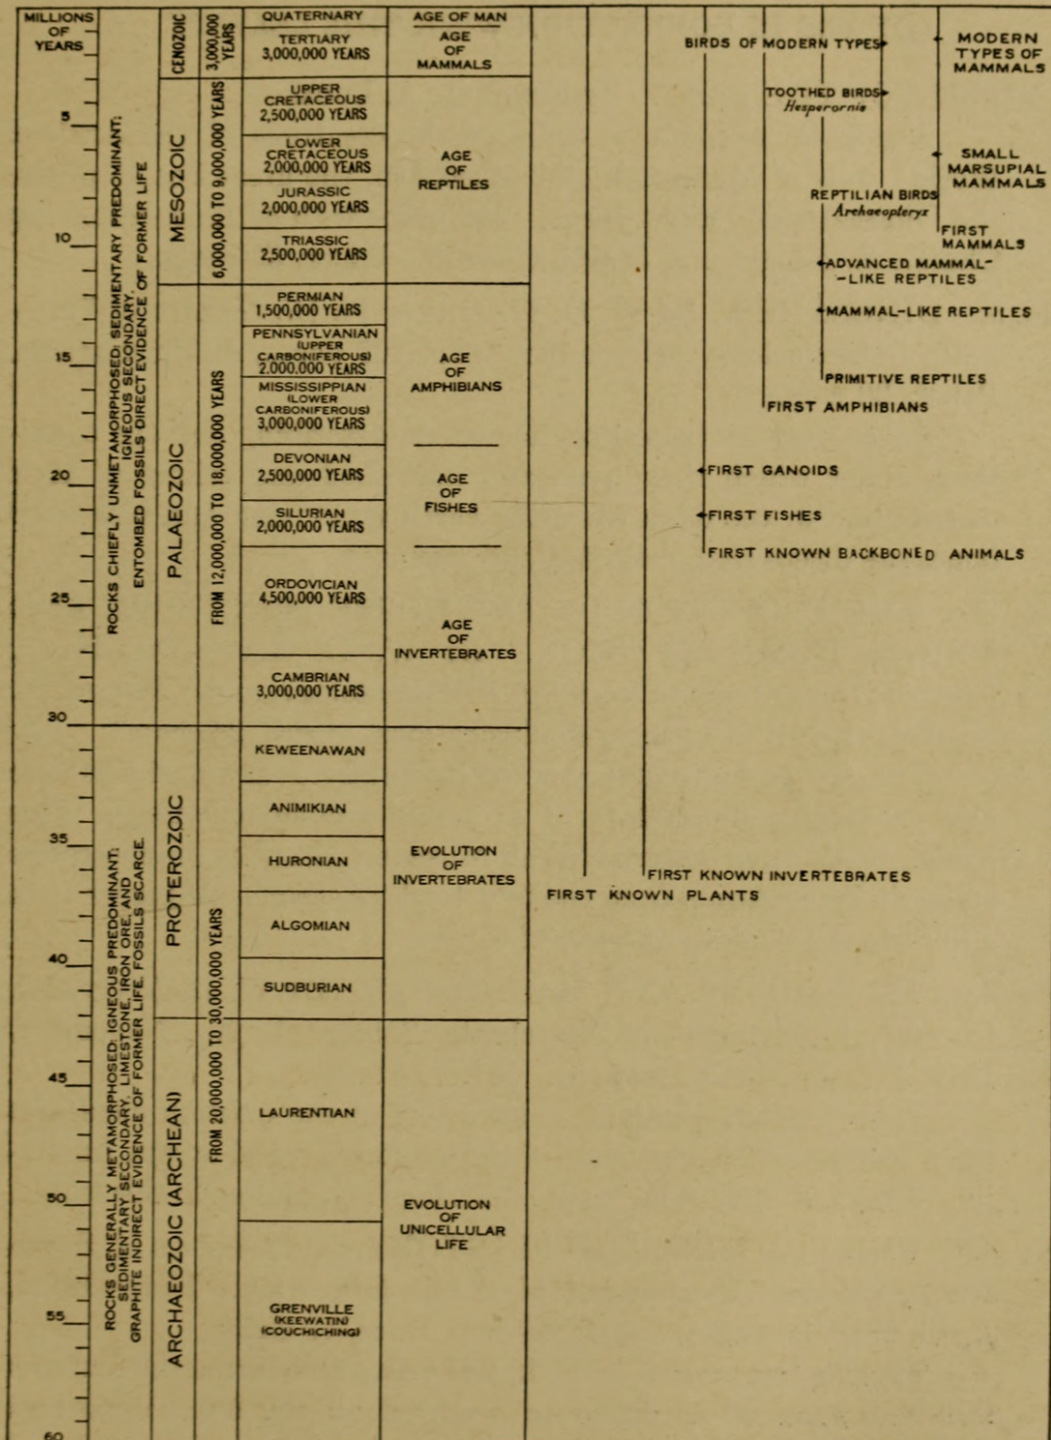 MILLIONS
OF
YEARS
5
10
15
20
25
30
35
40
45
50
55
60
ROCKS CHIEFLY UNMETAMORPHOSED: SEDIMENTARY PREDOMINANT;
IGNEOUS SECONDARY.
ENTOMBED FOSSILS DIRECT EVIDENCE OF FORMER LIFE
ROCKS GENERALLY METAMORPHOSED: IGNEOUS PREDOMINANT;
SEDIMENTARY SECONDARY. LIMESTONE, IRON ORE, AND
GRAPHITE INDIRECT EVIDENCE OF FORMER LIFE. FOSSILS SCARCE.
CENOZOIC
MESOZOIC
PALAEOZOIC
PROTEROZOIC
ARCHAEOZOIC (ARCHEAN)
3,000,000
YEARS
6,000,000 TO 9,000,000 YEARS
FROM 12,000,000 TO 18,000,000 YEARS
FROM 20,000,000 TO 30,000,000 YEARS
QUATERNARY
TERTIARY
3,000,000 YEARS
UPPER
CRETACEOUS
2,500,000 YEARS
LOWER
CRETACEOUS
2,000,000 YEARS
JURASSIC
2,000,000 YEARS
TRIASSIC
2,500,000 YEARS
PERMIAN
1,500,000 YEARS
PENNSYLVANIAN
(UPPER
CARBONIFEROUS)
2.000.000 YEARS
MISSISSIPPIAN
(LOWER
CARBONIFEROUS)
3,000,000 YEARS
DEVONIAN
2,500,000 YEARS
SILURIAN
2,000,000 YEARS
ORDOVICIAN
4,500,000 YEARS
CAMBRIAN
3,000,000 YEARS
KEWEENAWAN
ANIMIKIAN
HURONIAN
ALGOMIAN
SUDBURIAN
LAURENTIAN
GRENVILLE
(KEEWATIN)
(COUCHICHING)
AGE OF MAN
AGE
OF
MAMMALS
AGE
OF
REPTILES
AGE
OF
AMPHIBIANS
AGE
OF
FISHES
AGE
OF
INVERTEBRATES
EVOLUTION
OF
INVERTEBRATES
EVOLUTION
OF
UNICELLULAR
LIFE
BIRDS OF MODERN TYPES
MODERN
TYPES OF
MAMMALS
TOOTHED BIRDS
Hesperornis
SMALL
MARSUPIAL
MAMMALS
REPTILIAN BIRDS
Archaeopteryx
FIRST
MAMMALS
ADVANCED MAMMAL-
-LIKE REPTILES
MAMMAL-LIKE REPTILES
PRIMITIVE REPTILES
FIRST AMPHIBIANS
FIRST GANOIDS
FIRST FISHES
FIRST KNOWN BACKBONED ANIMALS
FIRST KNOWN INVERTEBRATES
FIRST KNOWN PLANTS